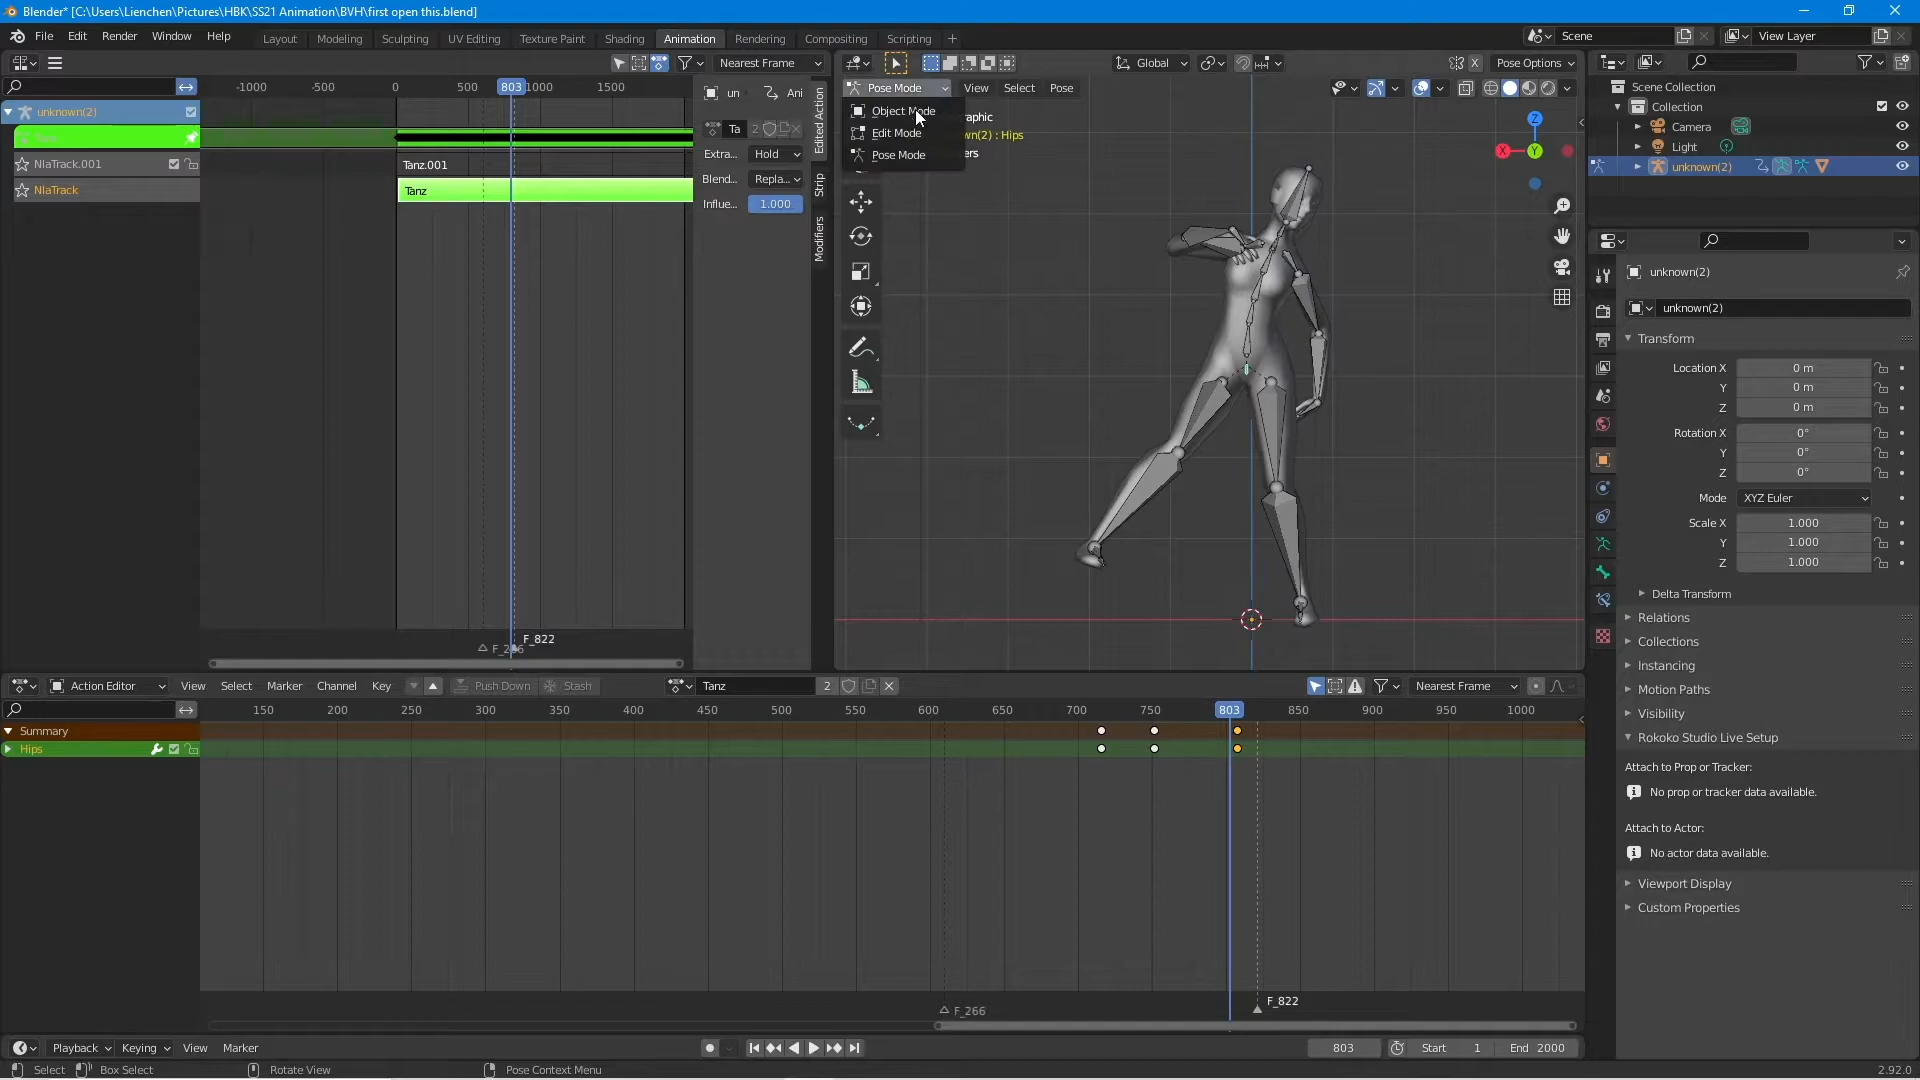 Blender* [C:\Users\Lienchen\Pictures\HBK\SS21 Animation\BVH\first open this.blend]
File Edit Render Window Help
Layout Modeling Sculpting UV Editing Texture Paint Shading Animation Rendering Compositing Scripting +
Scene
View Layer
Nearest Frame
Global
Pose Options
-1000 -500 0 500 803 1000 1500
unknown(2)
NlaTrack.001
NlaTrack
Tanz.001
Tanz
F_822
un
Ani
Ta 2
Extra... Hold
Blend... Repla...
Influe... 1.000
Edited Action
Strip
Modifiers
Pose Mode View Select Pose
Object Mode
Edit Mode
Pose Mode
raphic
wn(2) : Hips
ers
Z
X Y
Scene Collection
Collection
Camera
Light
unknown(2)
unknown(2)
unknown(2)
Transform
Location X 0 m
Y 0 m
Z 0 m
Rotation X 0°
Y 0°
Z 0°
Mode XYZ Euler
Scale X 1.000
Y 1.000
Z 1.000
Delta Transform
Relations
Collections
Instancing
Motion Paths
Visibility
Rokoko Studio Live Setup
Attach to Prop or Tracker:
No prop or tracker data available.
Attach to Actor:
No actor data available.
Viewport Display
Custom Properties
Action Editor View Select Marker Channel Key Push Down Stash Tanz 2 Nearest Frame
150 200 250 300 350 400 450 500 550 600 650 700 750 803 850 900 950 1000
Summary
Hips
F_822
F_266
Playback Keying View Marker
803 Start 1 End 2000
Select Box Select Rotate View Pose Context Menu 2.92.0